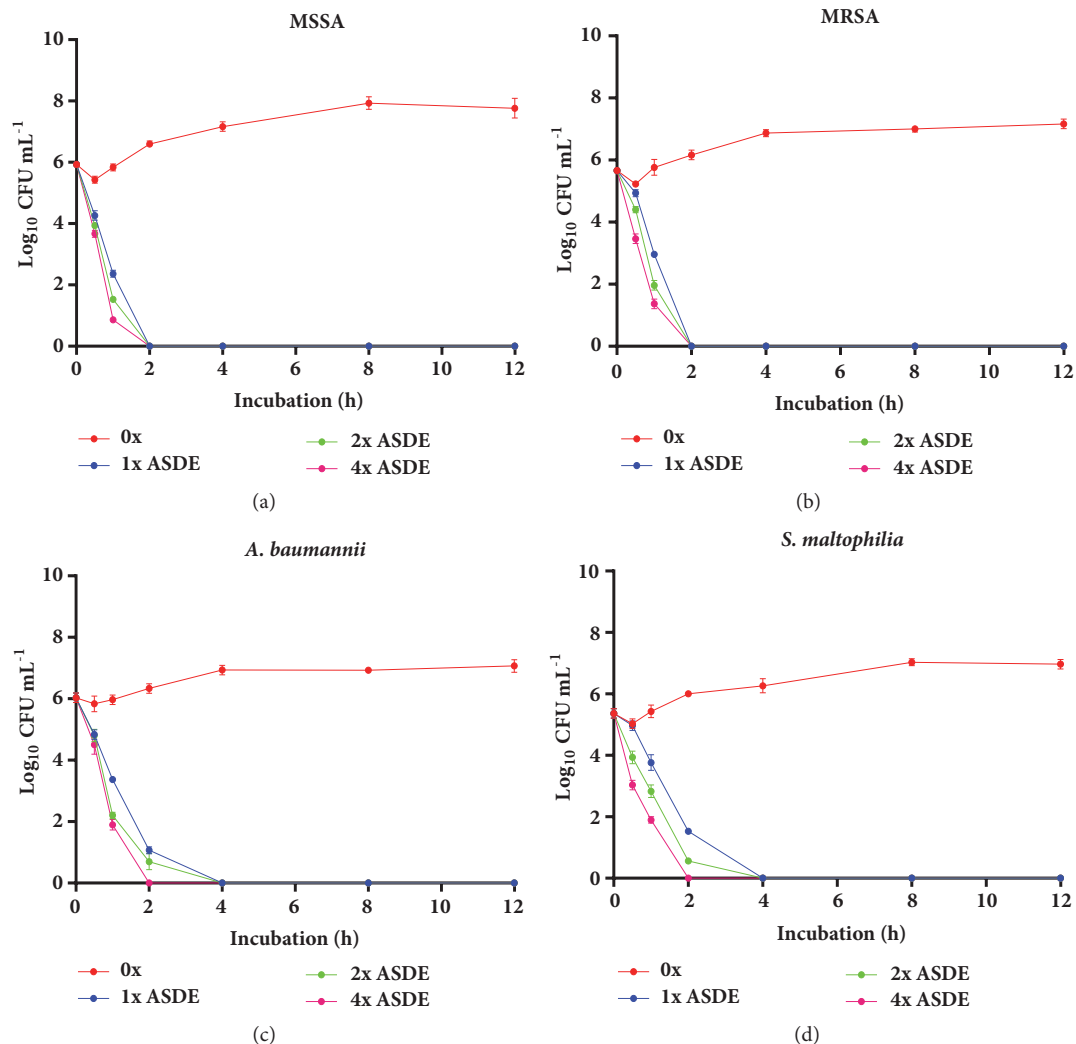 MSSA
10
8
6
4
2
0
Log10 CFU mL-1
0 2 4 6 8 10 12
Incubation (h)
0x 2x ASDE
1x ASDE 4x ASDE
(a)
MRSA
10
8
6
4
2
0
Log10 CFU mL-1
0 2 4 6 8 10 12
Incubation (h)
0x 2x ASDE
1x ASDE 4x ASDE
(b)
A. baumannii
10
8
6
4
2
0
Log10 CFU mL-1
0 2 4 6 8 10 12
Incubation (h)
0x 2x ASDE
1x ASDE 4x ASDE
(c)
S. maltophilia
10
8
6
4
2
0
Log10 CFU mL-1
0 2 4 6 8 10 12
Incubation (h)
0x 2x ASDE
1x ASDE 4x ASDE
(d)